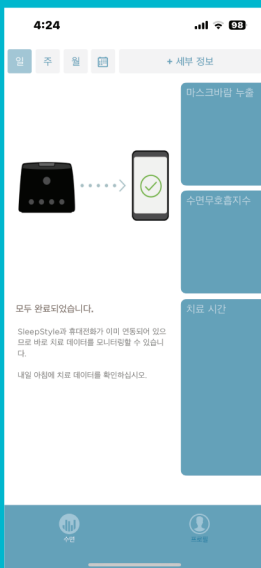 4:24
98
일 주 월 + 세부 정보
마스크바람 누출
수면무호흡지수
모두 완료되었습니다.
치료 시간
SleepStyle과 휴대전화가 이미 연동되어 있으
므로 바로 치료 데이터를 모니터링할 수 있습니
다.
내일 아침에 치료 데이터를 확인하십시오.
수면
프로필